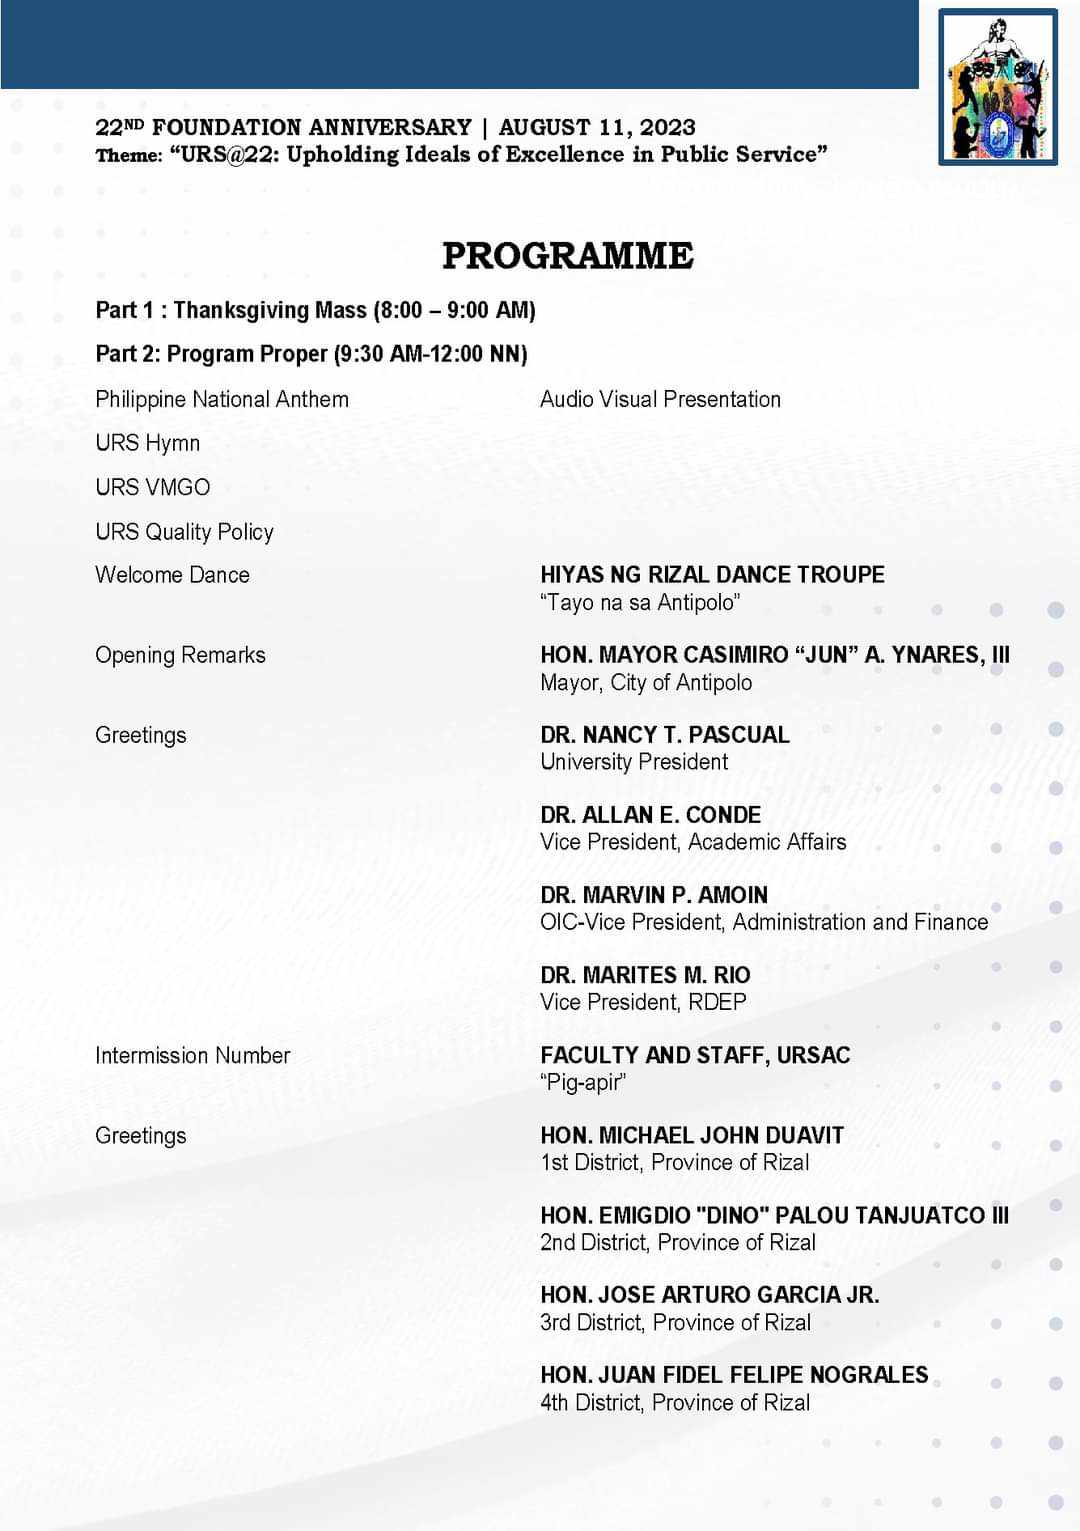 22ND FOUNDATION ANNIVERSARY | AUGUST 11, 2023
Theme: “URS@22: Upholding Ideals of Excellence in Public Service”
PROGRAMME
Part 1 : Thanksgiving Mass (8:00 – 9:00 AM)
Part 2: Program Proper (9:30 AM-12:00 NN)
Philippine National Anthem Audio Visual Presentation
URS Hymn
URS VMGO
URS Quality Policy
Welcome Dance HIYAS NG RIZAL DANCE TROUPE
“Tayo na sa Antipolo”
Opening Remarks HON. MAYOR CASIMIRO “JUN” A. YNARES, III
Mayor, City of Antipolo
Greetings DR. NANCY T. PASCUAL
University President
DR. ALLAN E. CONDE
Vice President, Academic Affairs
DR. MARVIN P. AMOIN
OIC-Vice President, Administration and Finance
DR. MARITES M. RIO
Vice President, RDEP
Intermission Number FACULTY AND STAFF, URSAC
“Pig-apir”
Greetings HON. MICHAEL JOHN DUAVIT
1st District, Province of Rizal
HON. EMIGDIO "DINO" PALOU TANJUATCO III
2nd District, Province of Rizal
HON. JOSE ARTURO GARCIA JR.
3rd District, Province of Rizal
HON. JUAN FIDEL FELIPE NOGRALES
4th District, Province of Rizal